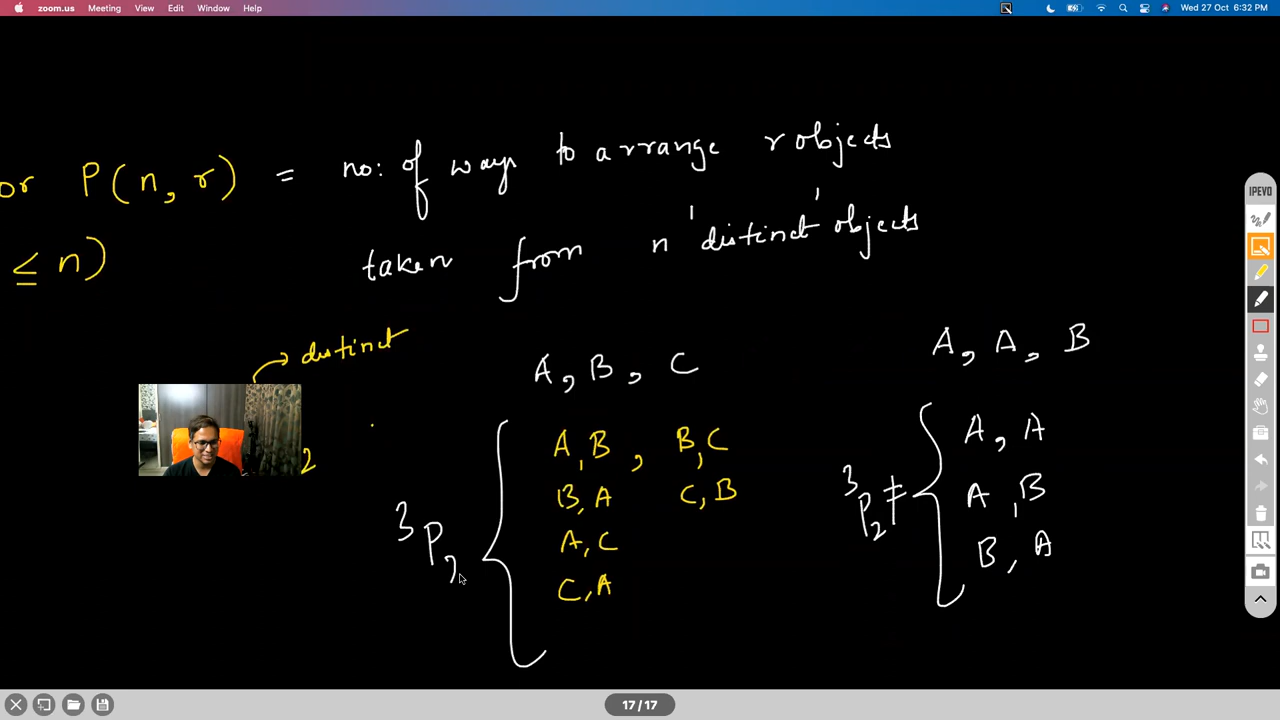 zoom.us Meeting View Edit Window Help Wed 27 Oct 6:32 PM
or P(n, r) = no: of ways to arrange r objects
≤ n) taken from n 'distinct' objects
IPEVO
→ distinct
A, B, C
A, A, B
2
³P₂
A, B, B, C
B, A C, B
A, C
C, A
³P₂ ≠
A, A
A, B
B, A
17/17